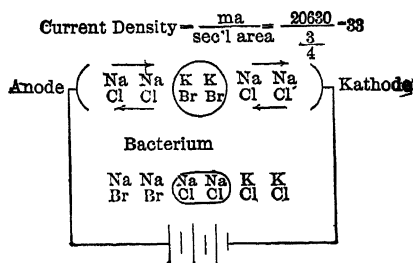 Current Density = ma / sec'l area = 20630 / 3/4 - 33
Anode Na Na K K Na Na Kathode
Cl Cl Br Br Cl Cl
Bacterium
Na Na Na Na K K
Br Br Cl Cl Cl Cl